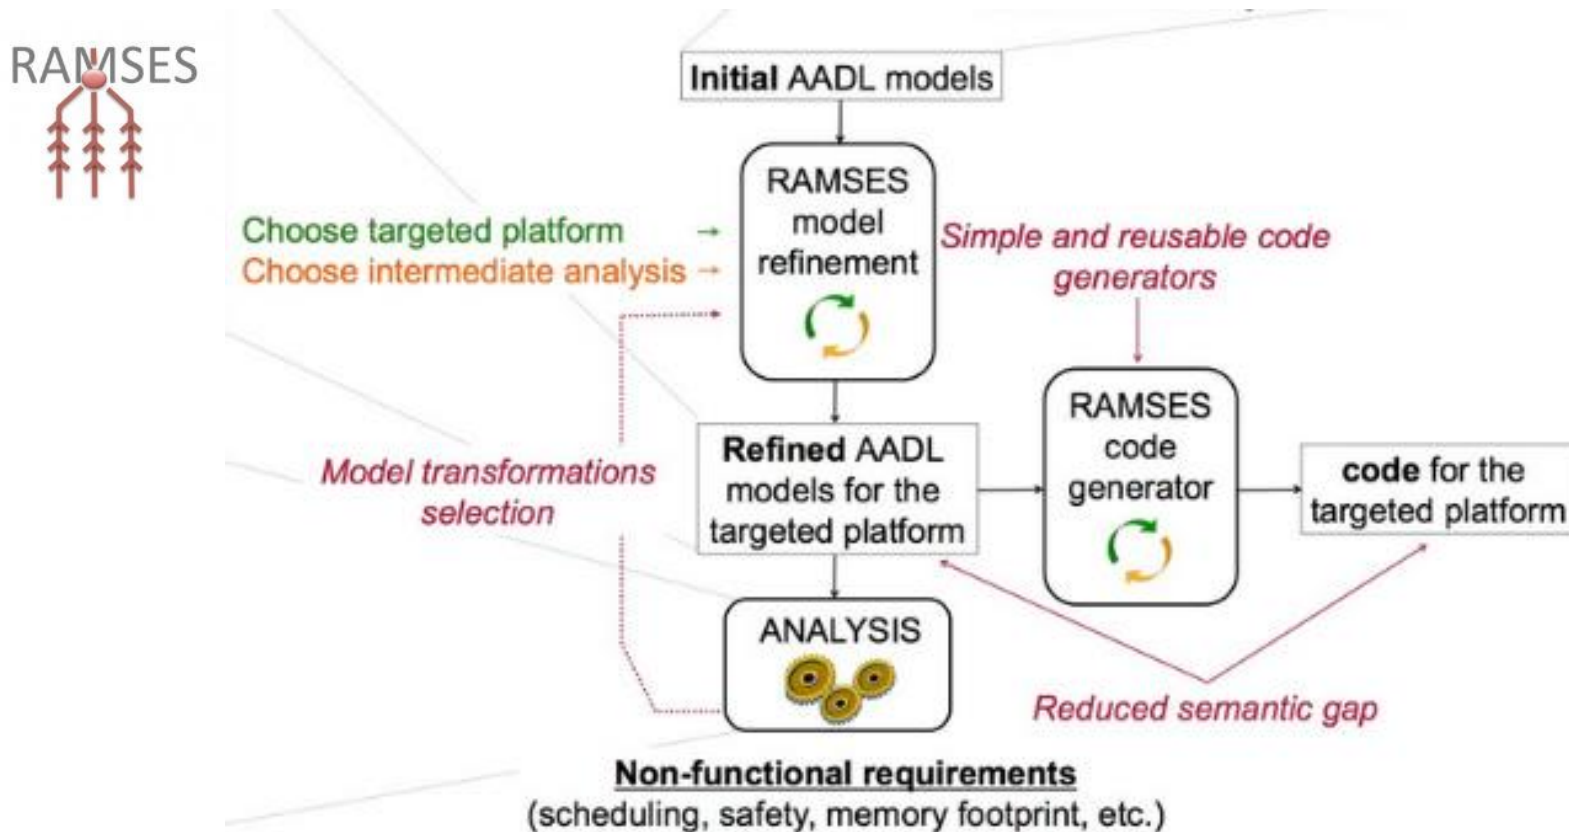 RAMSES
Initial AADL models
RAMSES
model
refinement
Choose targeted platform
Choose intermediate analysis
Simple and reusable code
generators
Model transformations
selection
Refined AADL
models for the
targeted platform
RAMSES
code
generator
code for the
targeted platform
ANALYSIS
Reduced semantic gap
Non-functional requirements
(scheduling, safety, memory footprint, etc.)